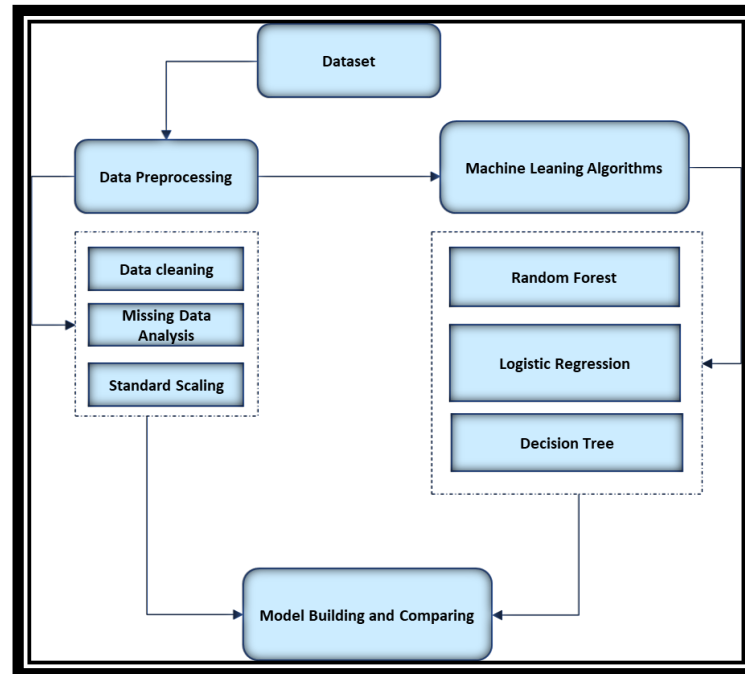 Dataset
Data Preprocessing
Machine Leaning Algorithms
Data cleaning
Missing Data
Analysis
Standard Scaling
Random Forest
Logistic Regression
Decision Tree
Model Building and Comparing